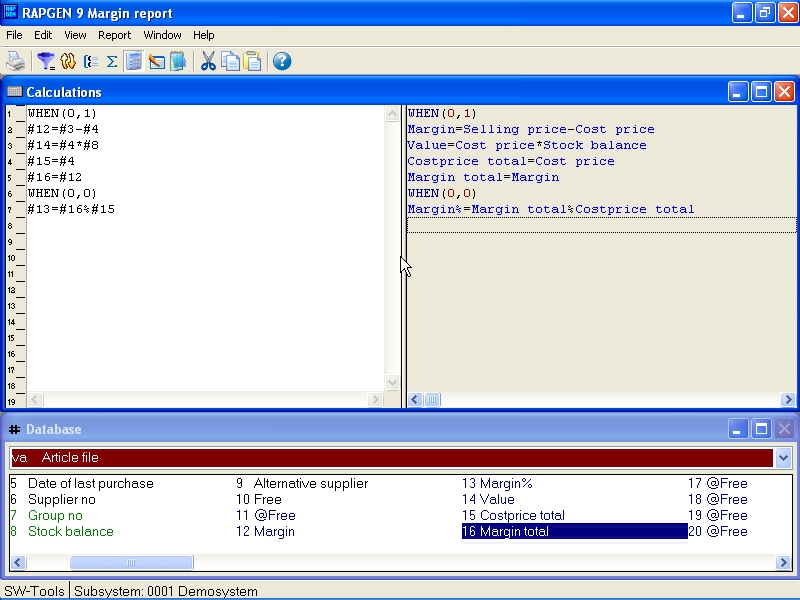 RAPGEN 9 Margin report
File Edit View Report Window Help
Calculations
1 WHEN(0,1)
2 #12=#3-#4
3 #14=#4*#8
4 #15=#4
5 #16=#12
6 WHEN(0,0)
7 #13=#16%#15
8
9
10
11
12
13
14
15
16
17
18
19
WHEN(0,1)
Margin=Selling price-Cost price
Value=Cost price*Stock balance
Costprice total=Cost price
Margin total=Margin
WHEN(0,0)
Margin%=Margin total%Costprice total
# Database
va Article file
5 Date of last purchase 9 Alternative supplier 13 Margin% 17 @Free
6 Supplier no 10 Free 14 Value 18 @Free
7 Group no 11 @Free 15 Costprice total 19 @Free
8 Stock balance 12 Margin 16 Margin total 20 @Free
SW-Tools Subsystem: 0001 Demosystem